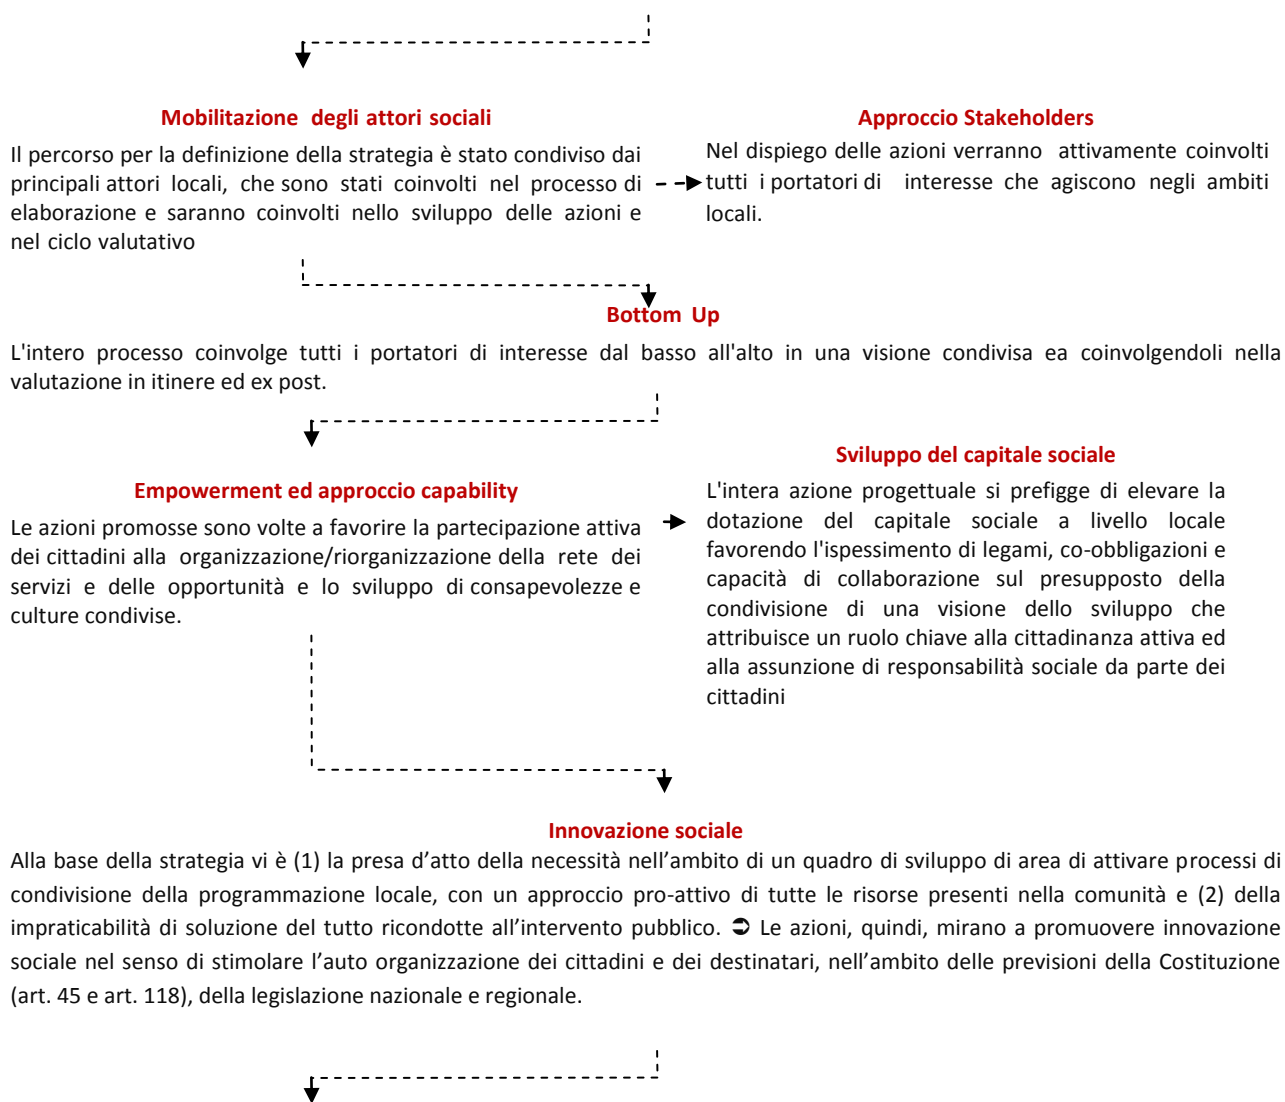 Mobilitazione degli attori sociali
Il percorso per la definizione della strategia è stato condiviso dai
principali attori locali, che sono stati coinvolti nel processo di
elaborazione e saranno coinvolti nello sviluppo delle azioni e
nel ciclo valutativo
Approccio Stakeholders
Nel dispiego delle azioni verranno attivamente coinvolti
tutti i portatori di interesse che agiscono negli ambiti
locali.
Bottom Up
L'intero processo coinvolge tutti i portatori di interesse dal basso all'alto in una visione condivisa ea coinvolgendoli nella
valutazione in itinere ed ex post.
Empowerment ed approccio capability
Le azioni promosse sono volte a favorire la partecipazione attiva
dei cittadini alla organizzazione/riorganizzazione della rete dei
servizi e delle opportunità e lo sviluppo di consapevolezze e
culture condivise.
Sviluppo del capitale sociale
L'intera azione progettuale si prefigge di elevare la
dotazione del capitale sociale a livello locale
favorendo l'ispessimento di legami, co-obbligazioni e
capacità di collaborazione sul presupposto della
condivisione di una visione dello sviluppo che
attribuisce un ruolo chiave alla cittadinanza attiva ed
alla assunzione di responsabilità sociale da parte dei
cittadini
Innovazione sociale
Alla base della strategia vi è (1) la presa d’atto della necessità nell’ambito di un quadro di sviluppo di area di attivare processi di
condivisione della programmazione locale, con un approccio pro-attivo di tutte le risorse presenti nella comunità e (2) della
impraticabilità di soluzione del tutto ricondotte all’intervento pubblico. ➲ Le azioni, quindi, mirano a promuovere innovazione
sociale nel senso di stimolare l’auto organizzazione dei cittadini e dei destinatari, nell’ambito delle previsioni della Costituzione
(art. 45 e art. 118), della legislazione nazionale e regionale.